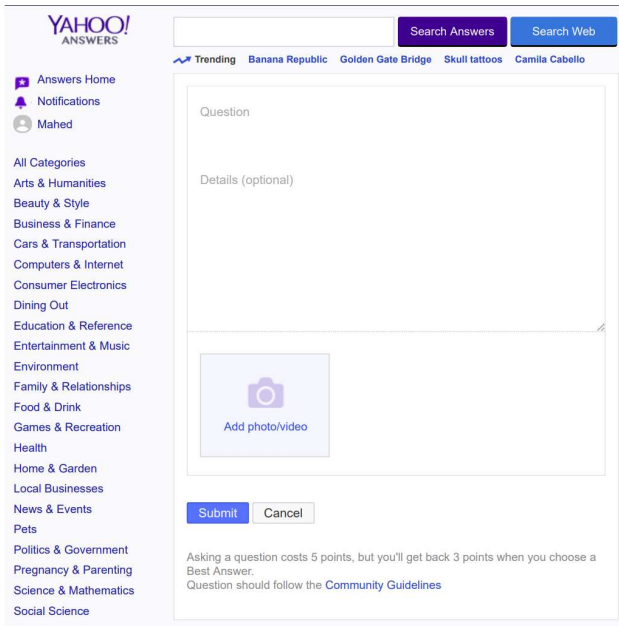 YAHOO!
ANSWERS
Search Answers
Search Web
Trending Banana Republic Golden Gate Bridge Skull tattoos Camila Cabello
Answers Home
Notifications
Mahed
All Categories
Arts & Humanities
Beauty & Style
Business & Finance
Cars & Transportation
Computers & Internet
Consumer Electronics
Dining Out
Education & Reference
Entertainment & Music
Environment
Family & Relationships
Food & Drink
Games & Recreation
Health
Home & Garden
Local Businesses
News & Events
Pets
Politics & Government
Pregnancy & Parenting
Science & Mathematics
Social Science
Question
Details (optional)
Add photo/video
Submit
Cancel
Asking a question costs 5 points, but you'll get back 3 points when you choose a
Best Answer.
Question should follow the Community Guidelines